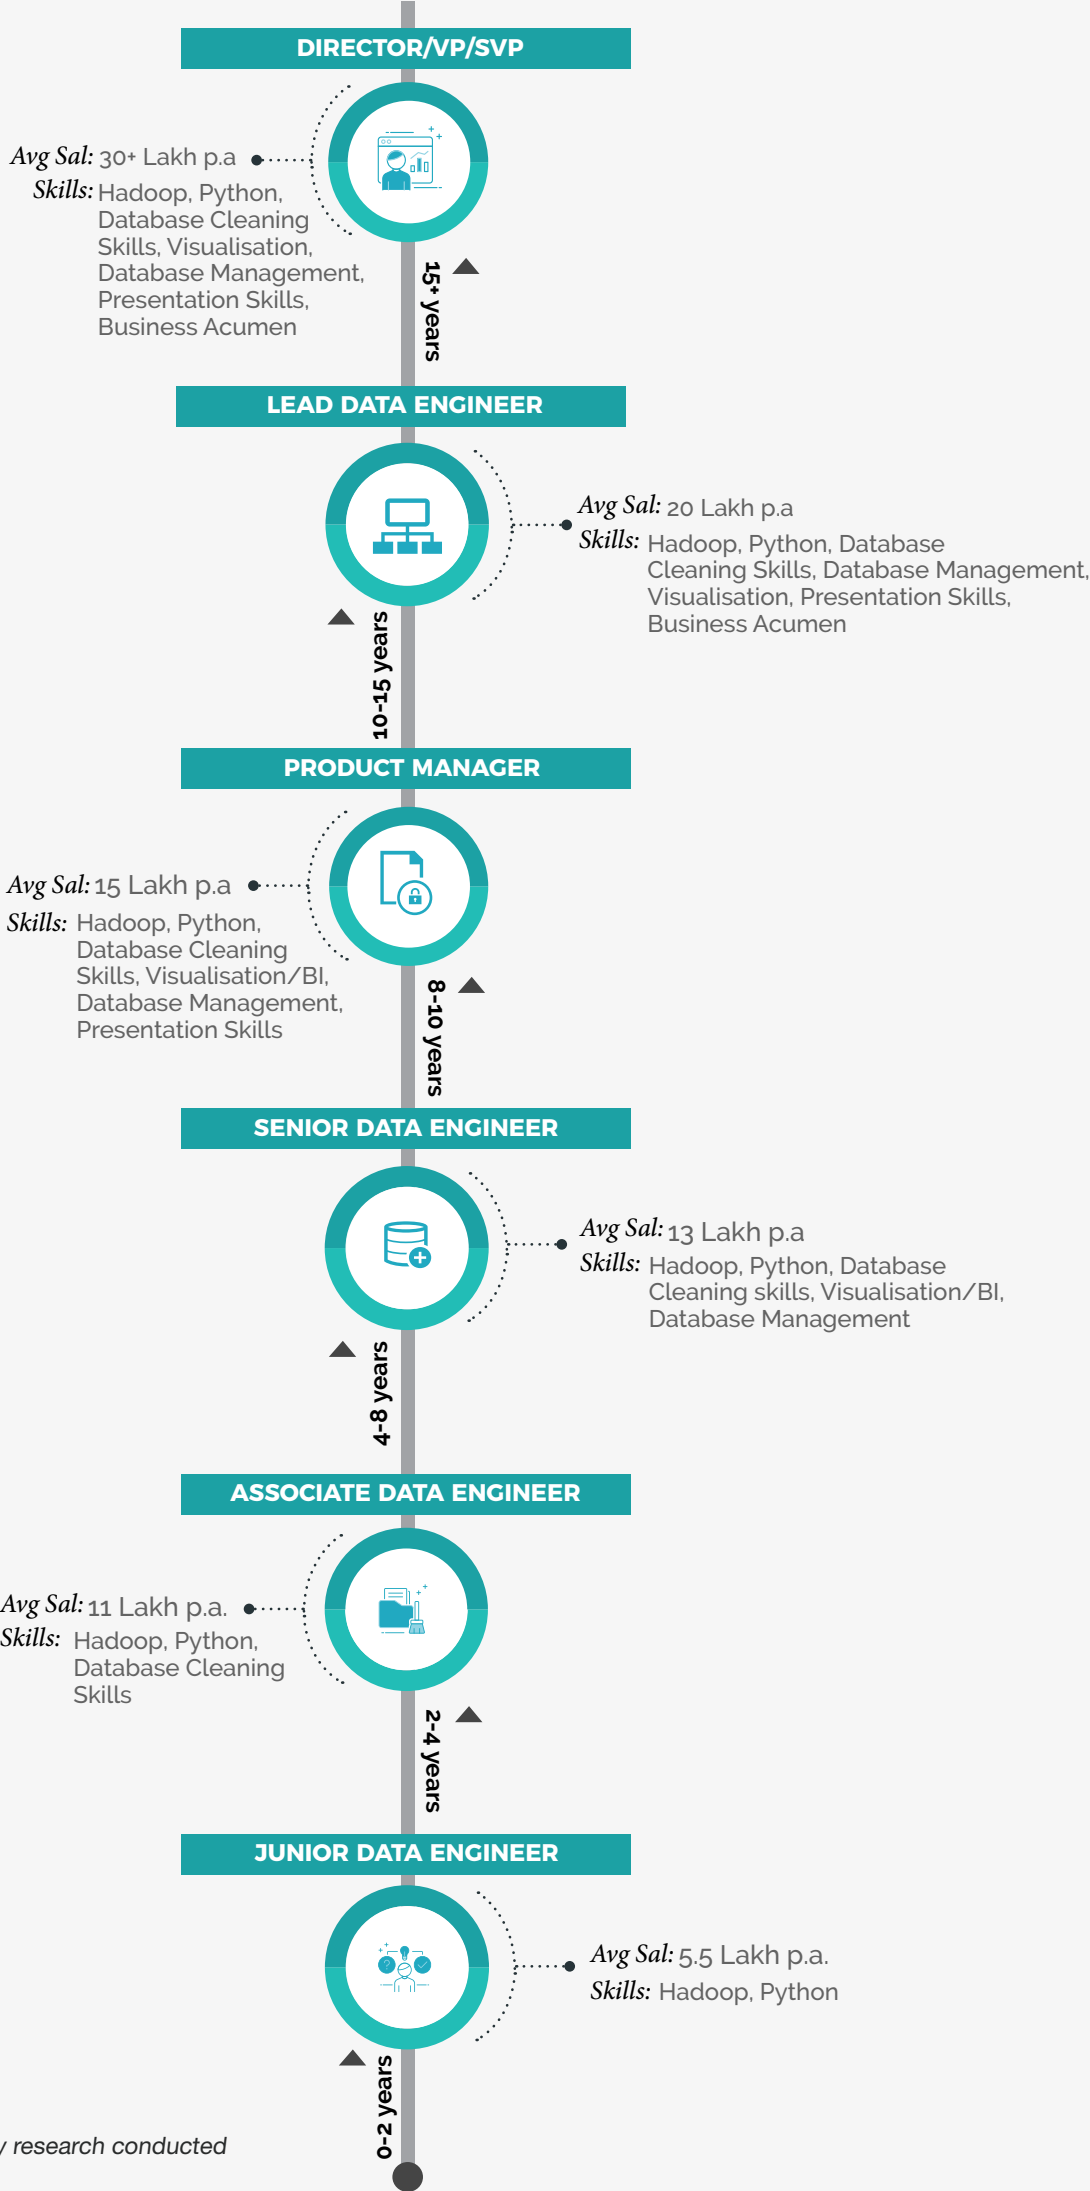 DIRECTOR/VP/SVP
Avg Sal: 30+ Lakh p.a
Skills: Hadoop, Python,
Database Cleaning
Skills, Visualisation,
Database Management,
Presentation Skills,
Business Acumen
15+ years
LEAD DATA ENGINEER
Avg Sal: 20 Lakh p.a
Skills: Hadoop, Python, Database
Cleaning Skills, Database Management,
Visualisation, Presentation Skills,
Business Acumen
10-15 years
PRODUCT MANAGER
Avg Sal: 15 Lakh p.a
Skills: Hadoop, Python,
Database Cleaning
Skills, Visualisation/BI,
Database Management,
Presentation Skills
8-10 years
SENIOR DATA ENGINEER
Avg Sal: 13 Lakh p.a
Skills: Hadoop, Python, Database
Cleaning skills, Visualisation/BI,
Database Management
4-8 years
ASSOCIATE DATA ENGINEER
Avg Sal: 11 Lakh p.a.
Skills: Hadoop, Python,
Database Cleaning
Skills
2-4 years
JUNIOR DATA ENGINEER
Avg Sal: 5.5 Lakh p.a.
Skills: Hadoop, Python
0-2 years
research conducted